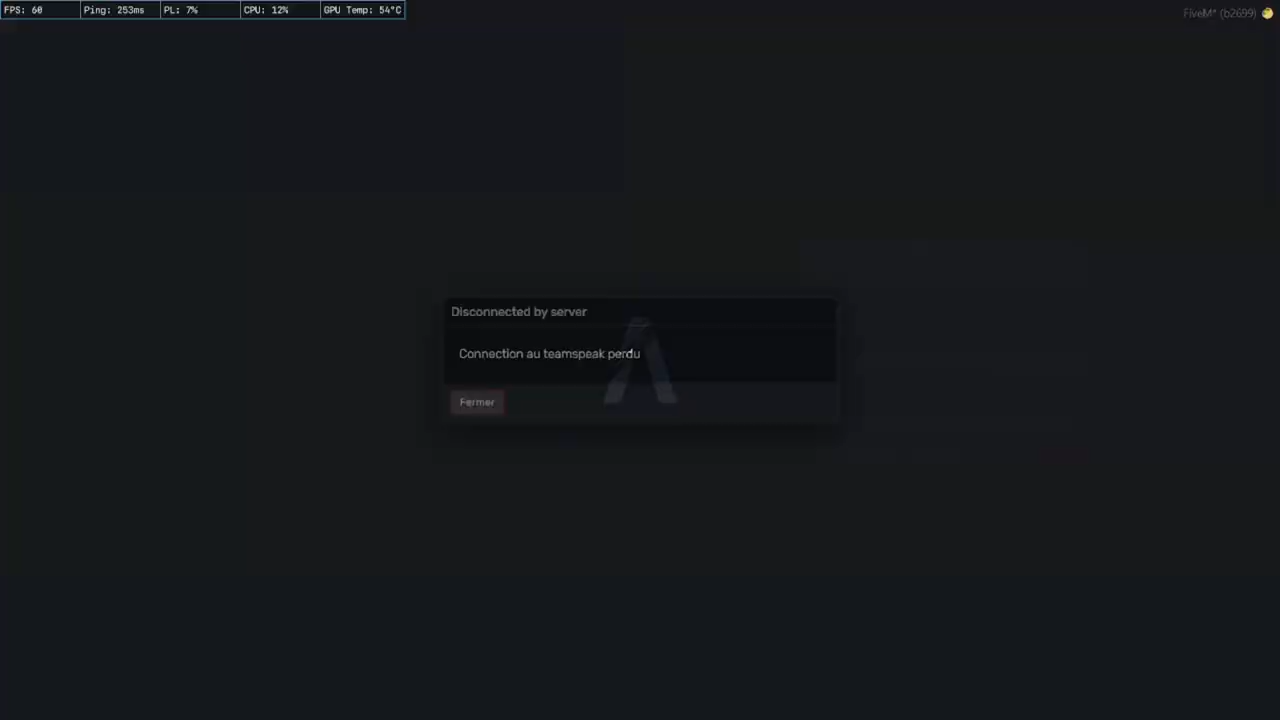 FPS: 60 Ping: 253ms PL: 7% CPU: 12% GPU Temp: 54°C
FiveM* (b2699)
Disconnected by server
Connection au teamspeak perdu
Fermer